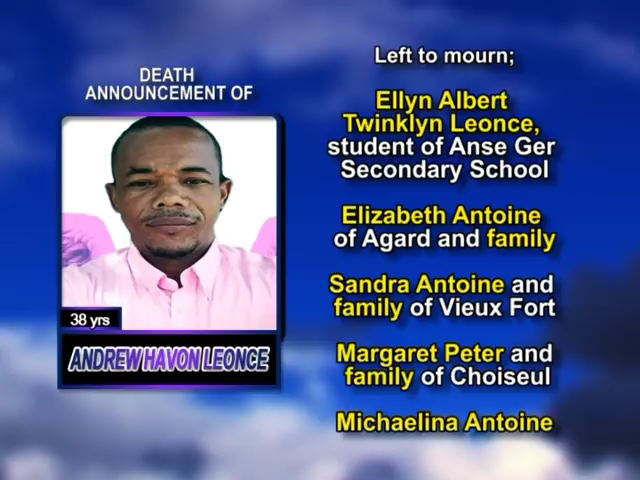 DEATH
ANNOUNCEMENT OF
38 yrs
ANDREW HAVON LEONCE
Left to mourn;
Ellyn Albert
Twinklyn Leonce,
student of Anse Ger
Secondary School
Elizabeth Antoine
of Agard and family
Sandra Antoine and
family of Vieux Fort
Margaret Peter and
family of Choiseul
Michaelina Antoine